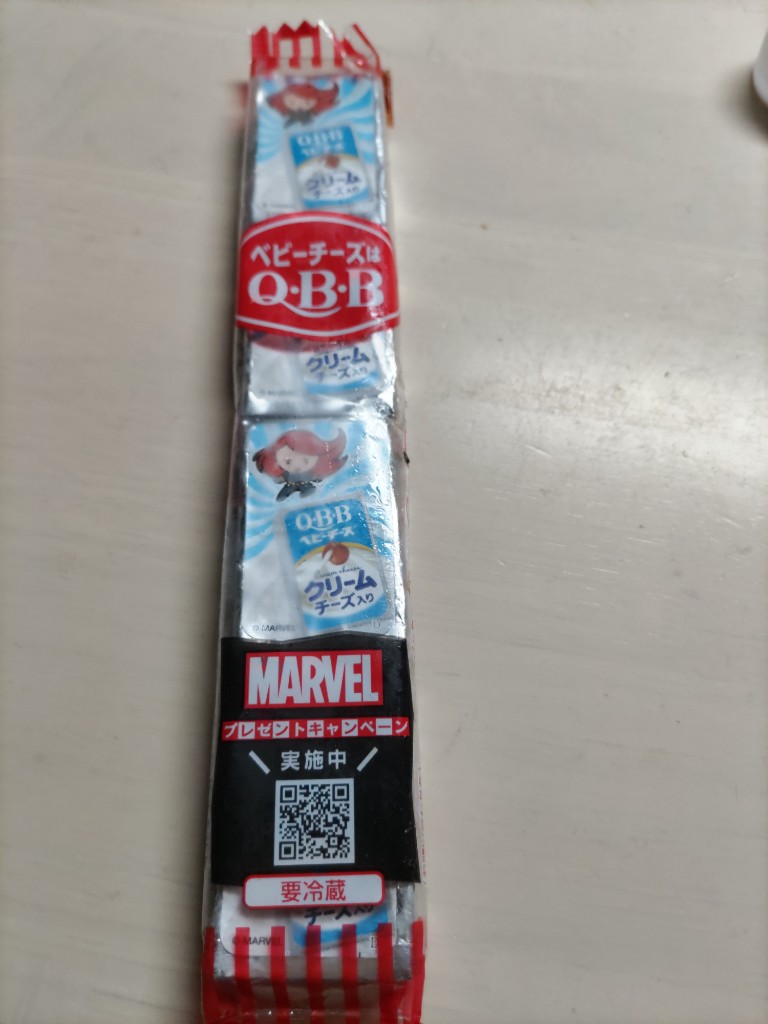 Q·B·B
ベビーチーズ
クリーム
チーズ入り
ベビーチーズは
Q·B·B
クリーム
チーズ入り
Q·B·B
ベビーチーズ
Cream cheese
クリーム
チーズ入り
© MARVEL
MARVEL
プレゼントキャンペーン
実施中
要冷蔵
チーズ入り
© MARVEL